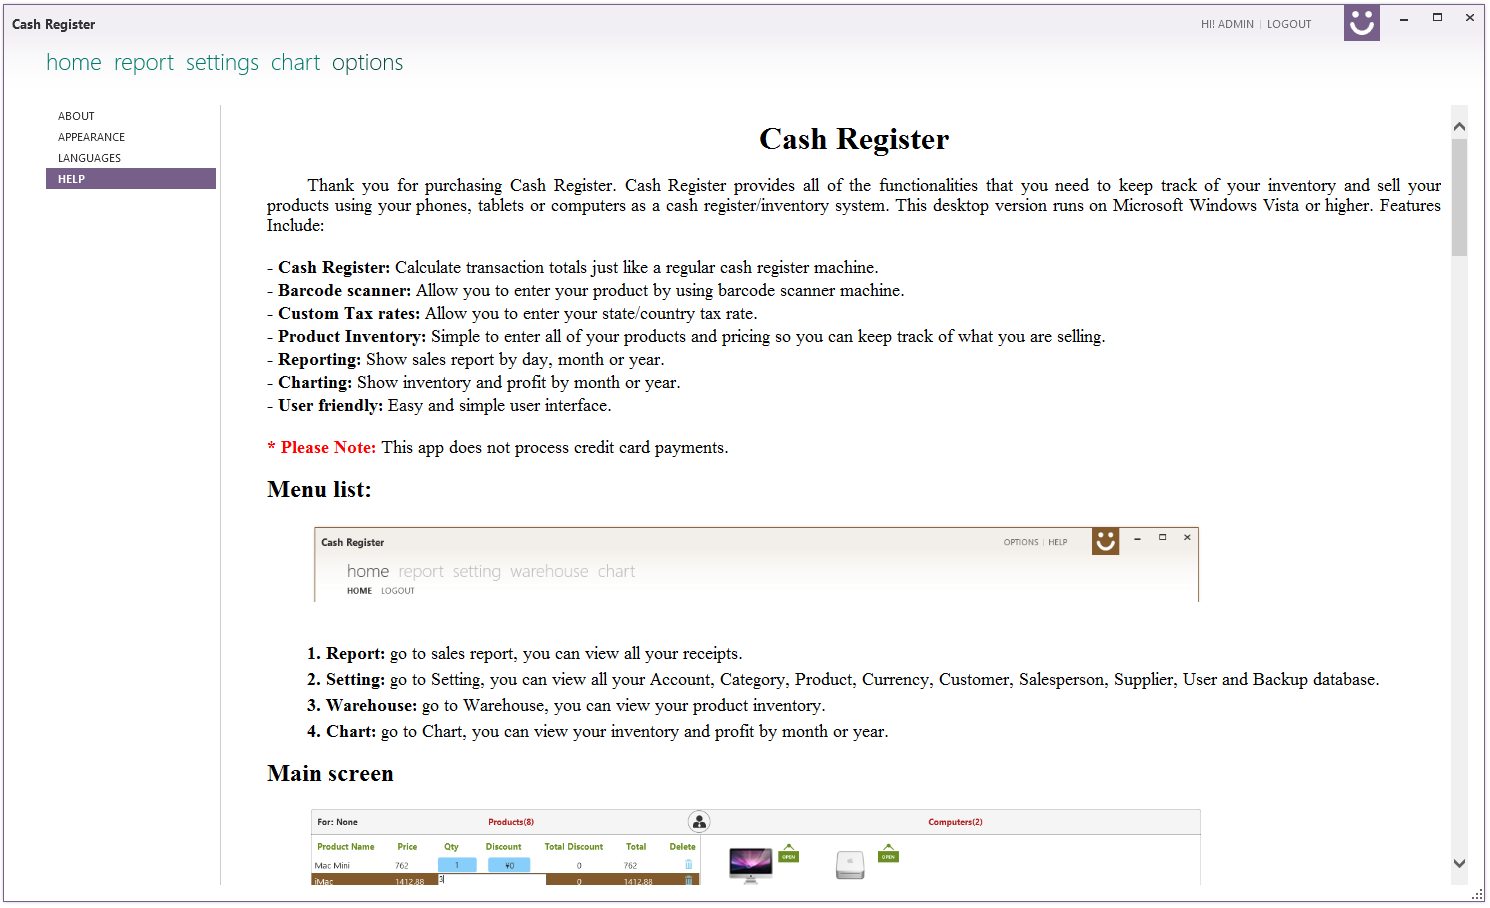 Cash Register
HI! ADMIN | LOGOUT
home report settings chart options
ABOUT
APPEARANCE
LANGUAGES
HELP
Cash Register
Thank you for purchasing Cash Register. Cash Register provides all of the functionalities that you need to keep track of your inventory and sell your
products using your phones, tablets or computers as a cash register/inventory system. This desktop version runs on Microsoft Windows Vista or higher. Features
Include:
- Cash Register: Calculate transaction totals just like a regular cash register machine.
- Barcode scanner: Allow you to enter your product by using barcode scanner machine.
- Custom Tax rates: Allow you to enter your state/country tax rate.
- Product Inventory: Simple to enter all of your products and pricing so you can keep track of what you are selling.
- Reporting: Show sales report by day, month or year.
- Charting: Show inventory and profit by month or year.
- User friendly: Easy and simple user interface.
* Please Note: This app does not process credit card payments.
Menu list:
Cash Register
OPTIONS | HELP
home report setting warehouse chart
HOME LOGOUT
1. Report: go to sales report, you can view all your receipts.
2. Setting: go to Setting, you can view all your Account, Category, Product, Currency, Customer, Salesperson, Supplier, User and Backup database.
3. Warehouse: go to Warehouse, you can view your product inventory.
4. Chart: go to Chart, you can view your inventory and profit by month or year.
Main screen
For: None Products(8) Computers(2)
Product Name Price Qty Discount Total Discount Total Delete
Mac Mini 762 1 ¥0 0 762
iMac 1412.88 3 0 1412.88
OPEN OPEN